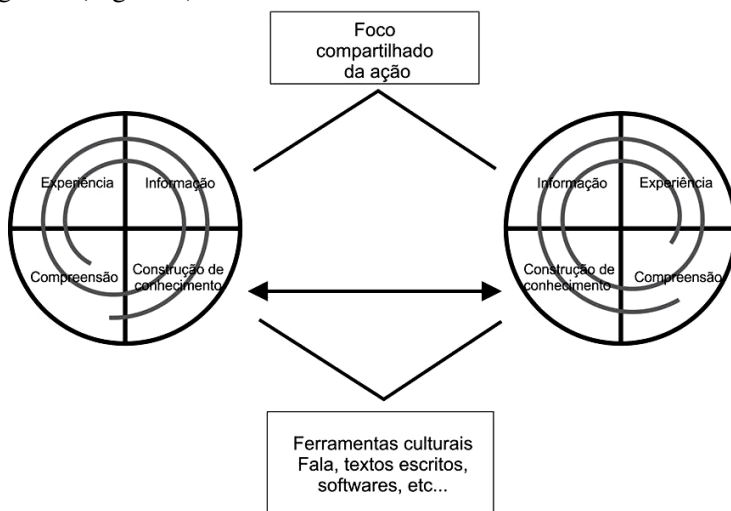 Foco
compartilhado
da ação
Experiência
Informação
Compreensão
Construção de
conhecimento
Informação
Experiência
Construção de
conhecimento
Compreensão
Ferramentas culturais
Fala, textos escritos,
softwares, etc...